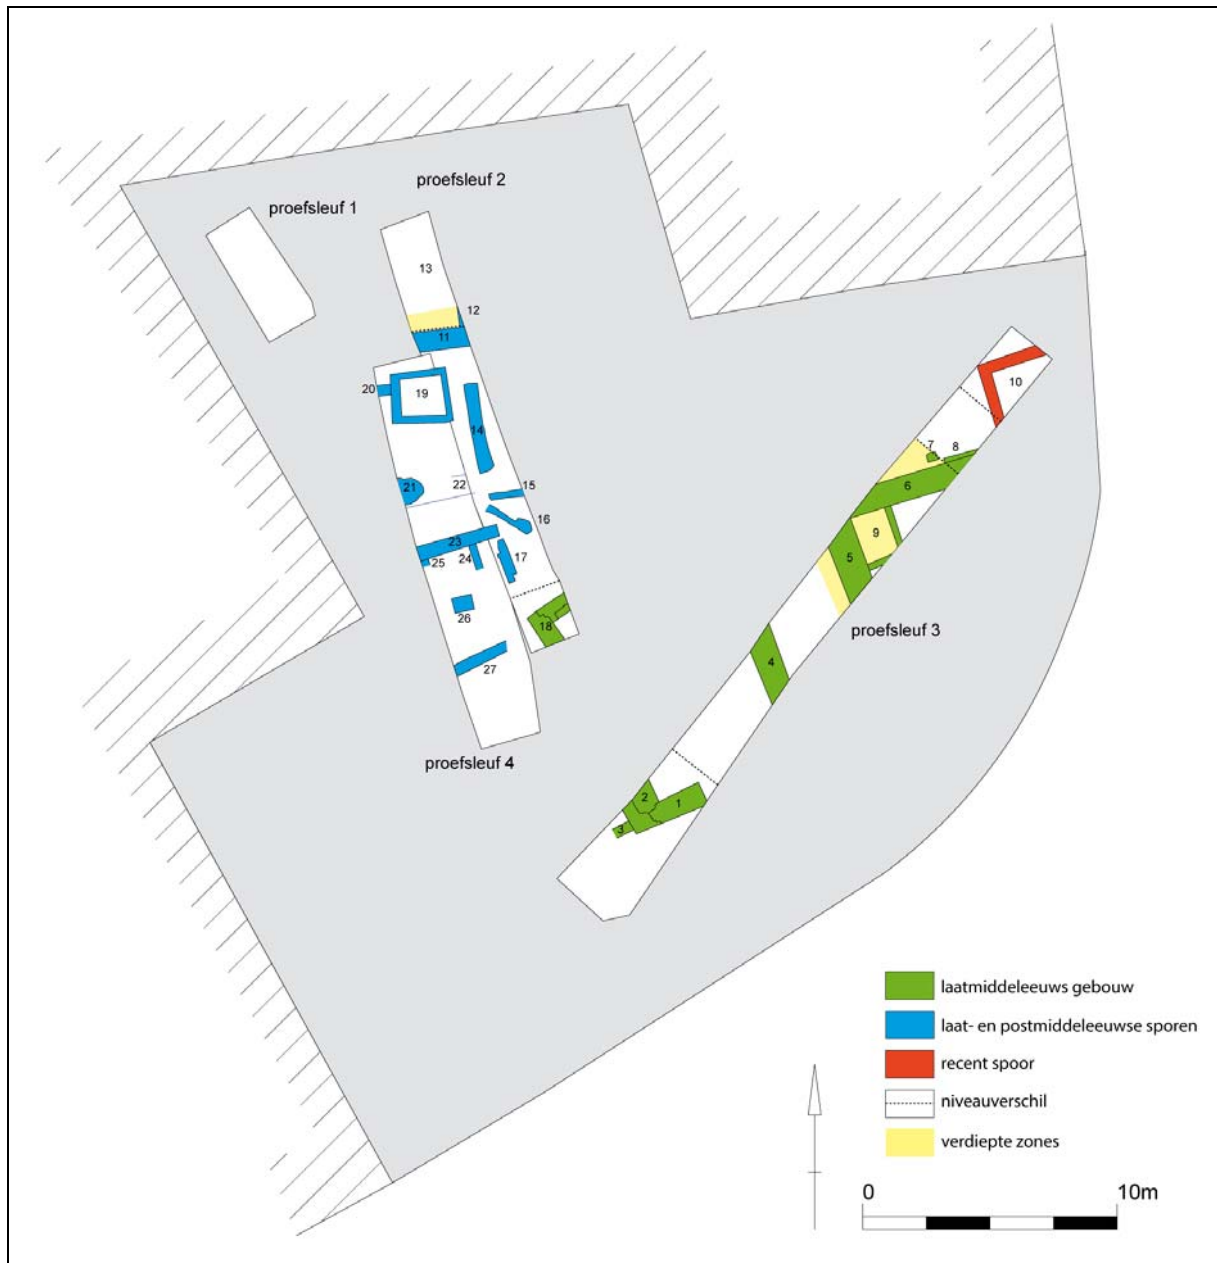 proefsleuf 2
proefsleuf 1
13
12
11
20
19
14
10
7
8
22
15
21
6
16
23
9
25
24
17
5
26
18
proefsleuf 3
4
27
proefsleuf 4
2
1
3
laatmiddeleeuws gebouw
laat- en postmiddeleeuwse sporen
recent spoor
niveauverschil
verdiepte zones
0 10m